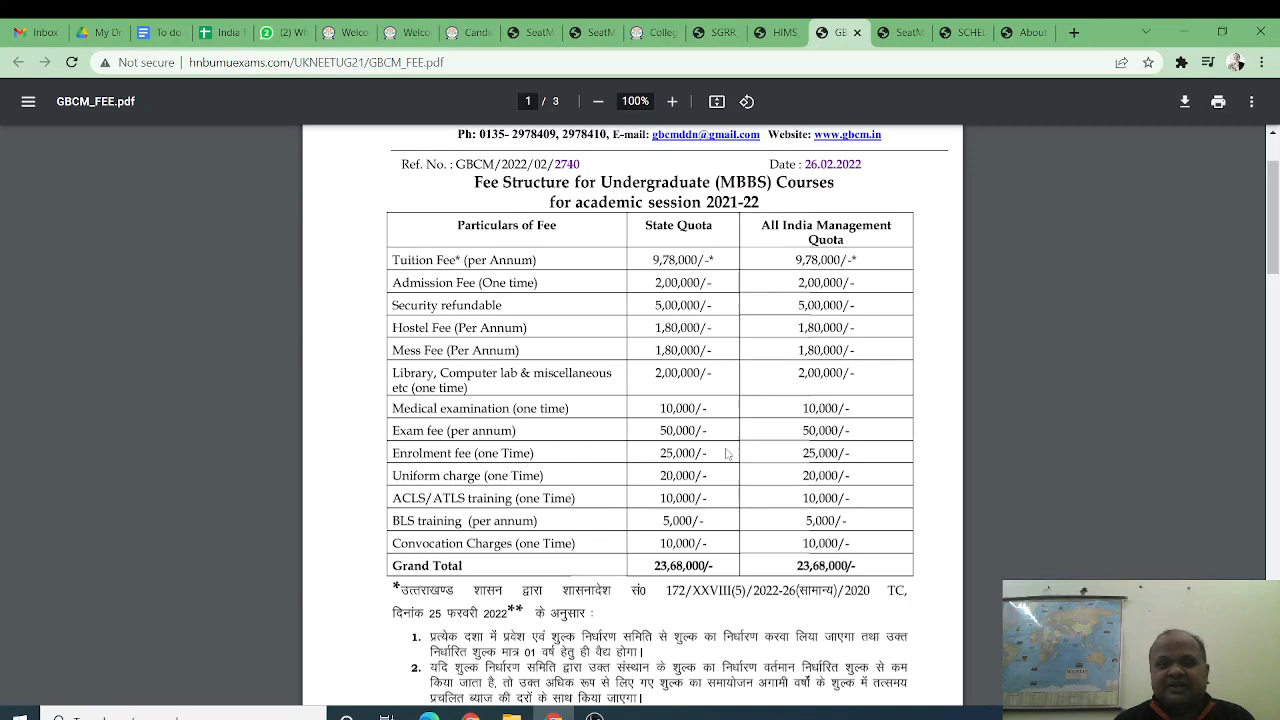 Inbox
My Dr
To do
India
(2) Wh
Welco
Welco
Candi
SeatM
SeatM
Colleg
SGRR
HIMS
GB
SeatM
SCHEL
About
Not secure hnbumuexams.com/UKNEETUG21/GBCM_FEE.pdf
GBCM_FEE.pdf 1 / 3 100%
Ph: 0135- 2978409, 2978410, E-mail: gbcmddn@gmail.com Website: www.gbcm.in
Ref. No. : GBCM/2022/02/2740 Date : 26.02.2022
Fee Structure for Undergraduate (MBBS) Courses
for academic session 2021-22
Particulars of Fee State Quota All India Management
Quota
Tuition Fee* (per Annum) 9,78,000/-* 9,78,000/-*
Admission Fee (One time) 2,00,000/- 2,00,000/-
Security refundable 5,00,000/- 5,00,000/-
Hostel Fee (Per Annum) 1,80,000/- 1,80,000/-
Mess Fee (Per Annum) 1,80,000/- 1,80,000/-
Library, Computer lab & miscellaneous 2,00,000/- 2,00,000/-
etc (one time)
Medical examination (one time) 10,000/- 10,000/-
Exam fee (per annum) 50,000/- 50,000/-
Enrolment fee (one Time) 25,000/- 25,000/-
Uniform charge (one Time) 20,000/- 20,000/-
ACLS/ATLS training (one Time) 10,000/- 10,000/-
BLS training (per annum) 5,000/- 5,000/-
Convocation Charges (one Time) 10,000/- 10,000/-
Grand Total 23,68,000/- 23,68,000/-
*उत्तराखण्ड शासन द्वारा शासनादेश सं0 172/XXVIII(5)/2022-26(सामान्य)/2020 TC,
दिनांक 25 फरवरी 2022** के अनुसार :
1. प्रत्येक दशा में प्रवेश एवं शुल्क निर्धारण समिति से शुल्क का निर्धारण करवा लिया जाएगा तथा उक्त
निर्धारित शुल्क मात्र 01 वर्ष हेतु ही वैद्य होगा।
2. यदि शुल्क निर्धारण समिति द्वारा उक्त संस्थान के शुल्क का निर्धारण वर्तमान निर्धारित शुल्क से कम
किया जाता है, तो उक्त अधिक रूप से लिए गए शुल्क का समायोजन आगामी वर्षों के शुल्क में तत्समय
प्रचलित ब्याज की दरों के साथ किया जाएगा।